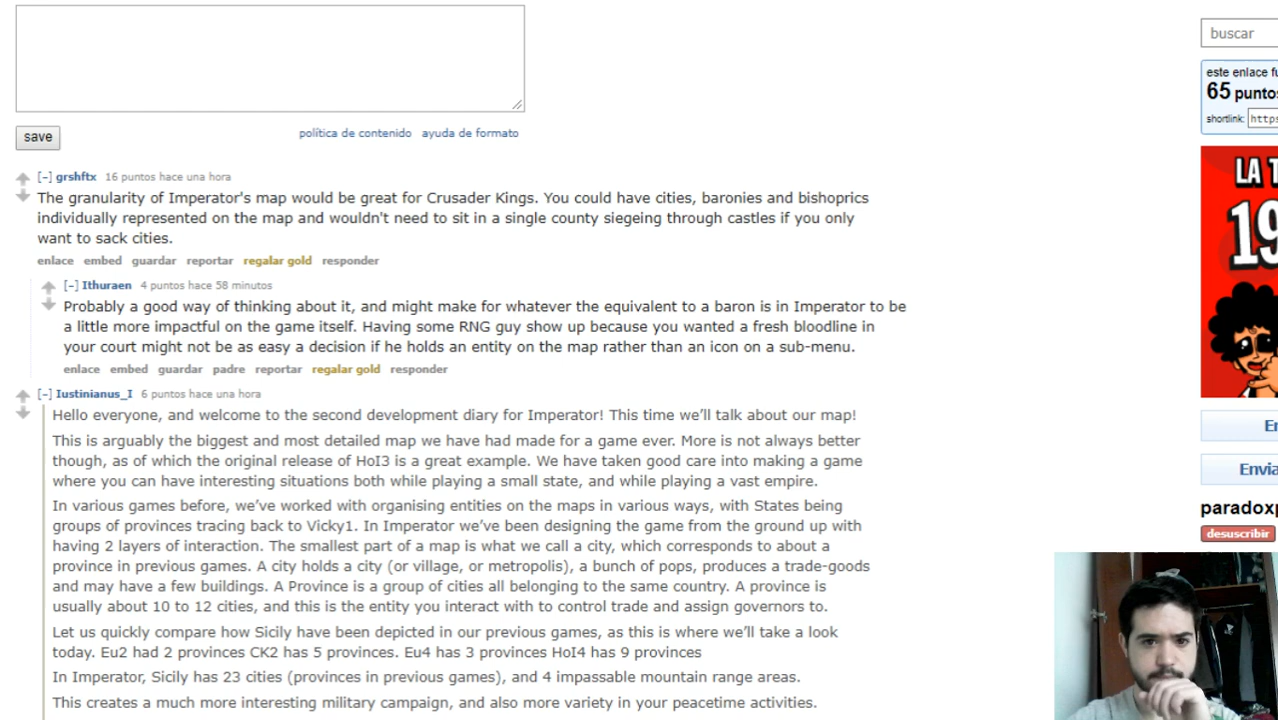 buscar
este enlace fu
65 puntos
shortlink: https
LA T
19
save
política de contenido ayuda de formato
[-] grshftx 16 puntos hace una hora
The granularity of Imperator's map would be great for Crusader Kings. You could have cities, baronies and bishoprics
individually represented on the map and wouldn't need to sit in a single county siegeing through castles if you only
want to sack cities.
enlace embed guardar reportar regalar gold responder
[-] Ithuraen 4 puntos hace 58 minutos
Probably a good way of thinking about it, and might make for whatever the equivalent to a baron is in Imperator to be
a little more impactful on the game itself. Having some RNG guy show up because you wanted a fresh bloodline in
your court might not be as easy a decision if he holds an entity on the map rather than an icon on a sub-menu.
enlace embed guardar padre reportar regalar gold responder
[-] Iustinianus_I 6 puntos hace una hora
Hello everyone, and welcome to the second development diary for Imperator! This time we'll talk about our map!
This is arguably the biggest and most detailed map we have had made for a game ever. More is not always better
though, as of which the original release of HoI3 is a great example. We have taken good care into making a game
where you can have interesting situations both while playing a small state, and while playing a vast empire.
In various games before, we've worked with organising entities on the maps in various ways, with States being
groups of provinces tracing back to Vicky1. In Imperator we've been designing the game from the ground up with
having 2 layers of interaction. The smallest part of a map is what we call a city, which corresponds to about a
province in previous games. A city holds a city (or village, or metropolis), a bunch of pops, produces a trade-goods
and may have a few buildings. A Province is a group of cities all belonging to the same country. A province is
usually about 10 to 12 cities, and this is the entity you interact with to control trade and assign governors to.
Let us quickly compare how Sicily have been depicted in our previous games, as this is where we'll take a look
today. Eu2 had 2 provinces CK2 has 5 provinces. Eu4 has 3 provinces HoI4 has 9 provinces
In Imperator, Sicily has 23 cities (provinces in previous games), and 4 impassable mountain range areas.
This creates a much more interesting military campaign, and also more variety in your peacetime activities.
En
Envia
paradoxp
desuscribir